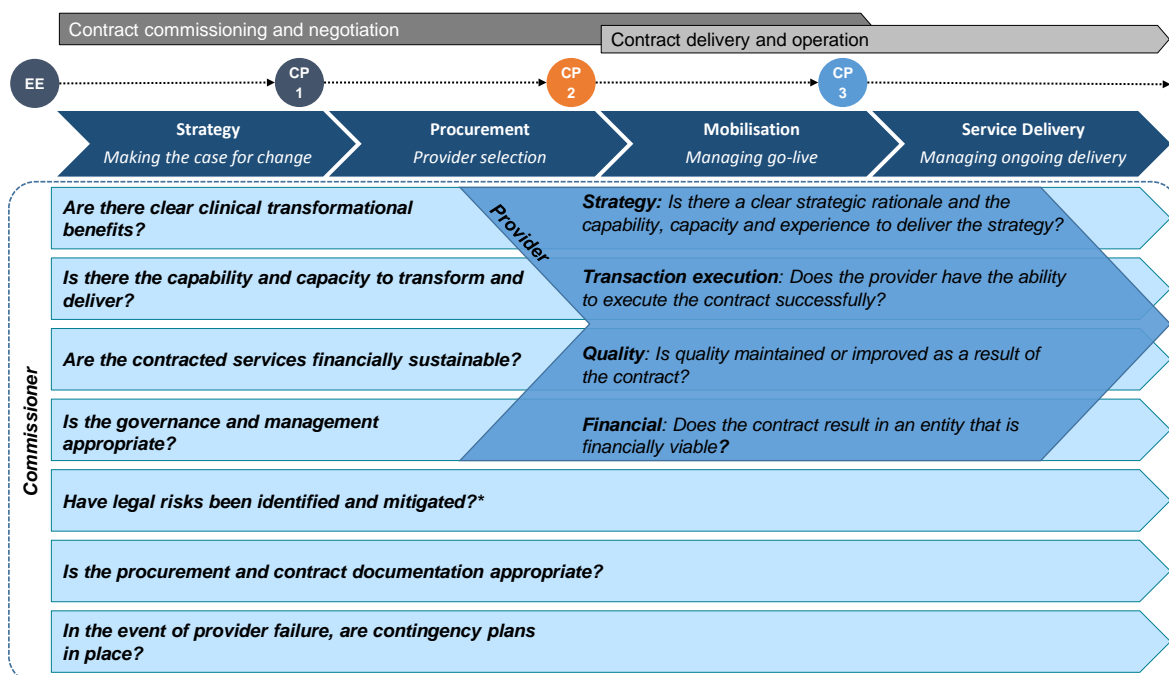 Contract commissioning and negotiation
Contract delivery and operation
EE
CP
1
CP
2
CP
3
Strategy
Making the case for change
Procurement
Provider selection
Mobilisation
Managing go-live
Service Delivery
Managing ongoing delivery
Commissioner
Provider
Are there clear clinical transformational
benefits?
Strategy: Is there a clear strategic rationale and the
capability, capacity and experience to deliver the strategy?
Is there the capability and capacity to transform and
deliver?
Transaction execution: Does the provider have the ability
to execute the contract successfully?
Are the contracted services financially sustainable?
Quality: Is quality maintained or improved as a result of
the contract?
Is the governance and management
appropriate?
Financial: Does the contract result in an entity that is
financially viable?
Have legal risks been identified and mitigated?*
Is the procurement and contract documentation appropriate?
In the event of provider failure, are contingency plans
in place?